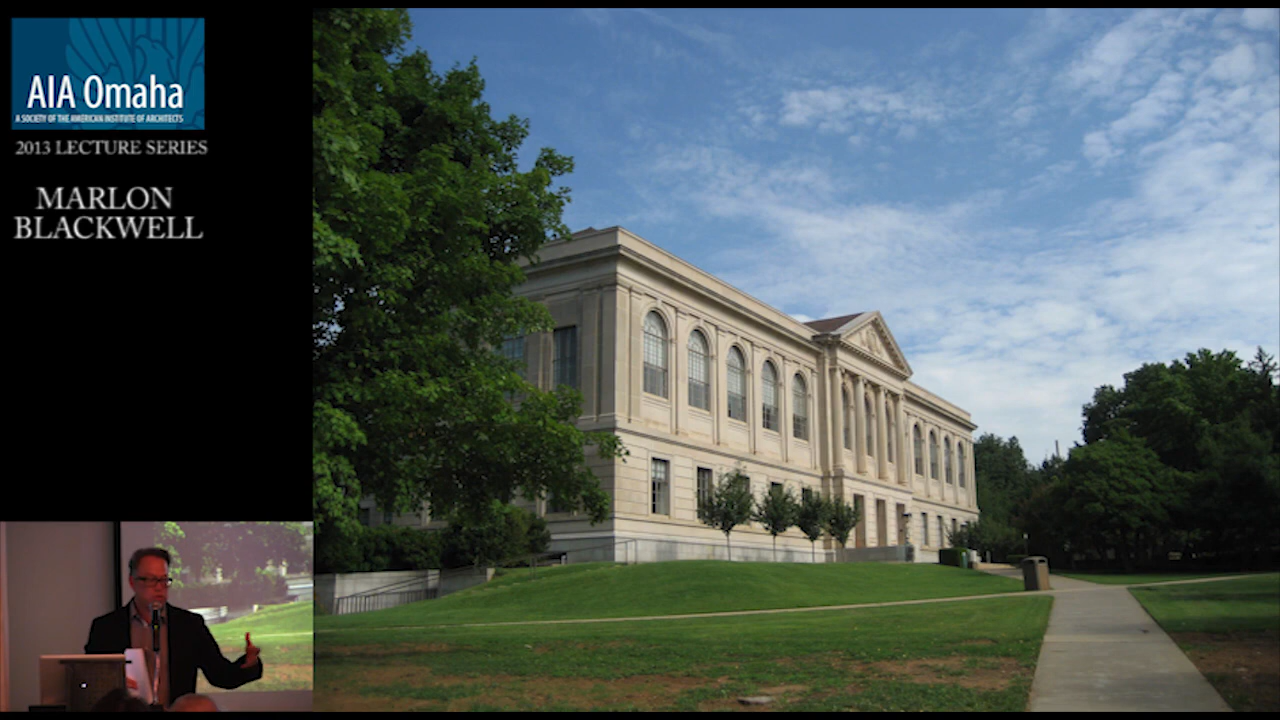 AIA Omaha
A SOCIETY OF THE AMERICAN INSTITUTE OF ARCHITECTS
2013 LECTURE SERIES
MARLON
BLACKWELL